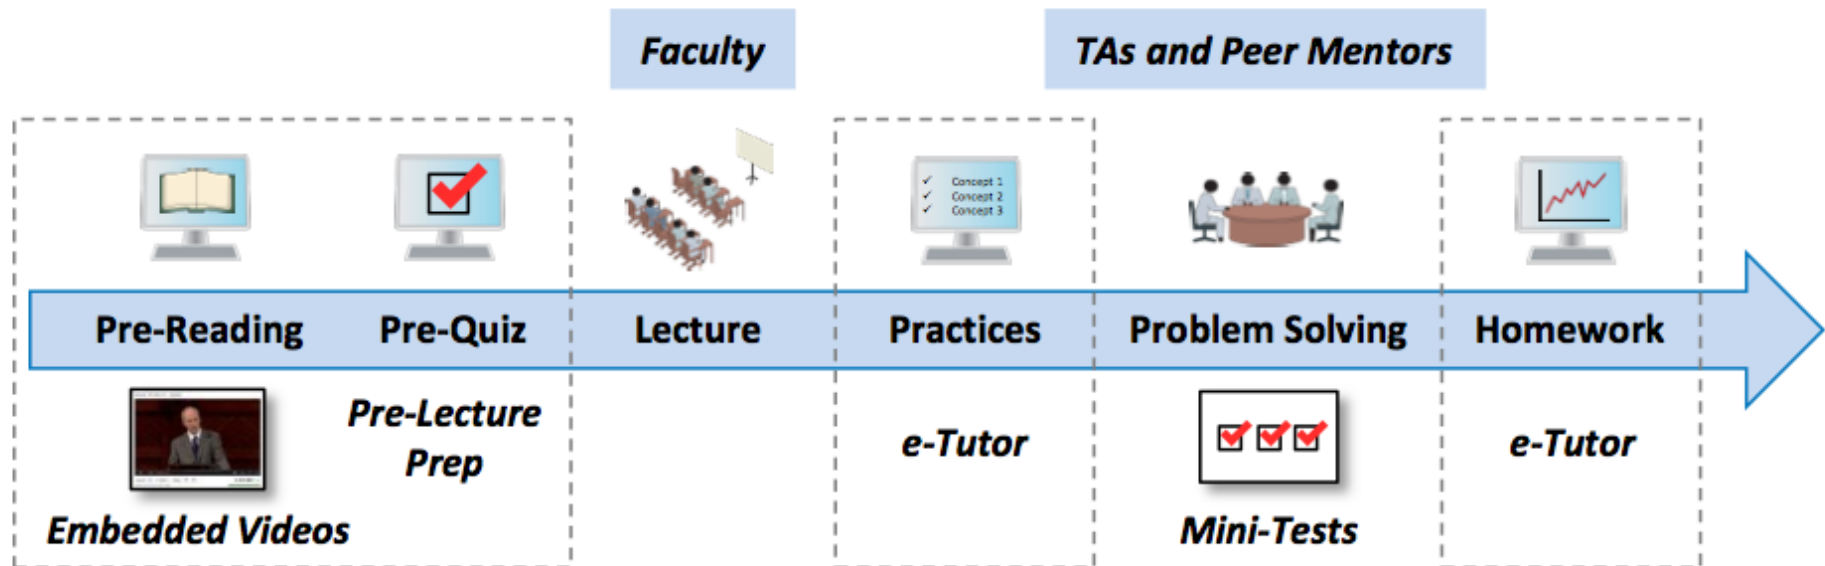 Faculty
TAs and Peer Mentors
Concept 1
Concept 2
Concept 3
Pre-Reading
Pre-Quiz
Lecture
Practices
Problem Solving
Homework
Pre-Lecture
Prep
e-Tutor
e-Tutor
Embedded Videos
Mini-Tests